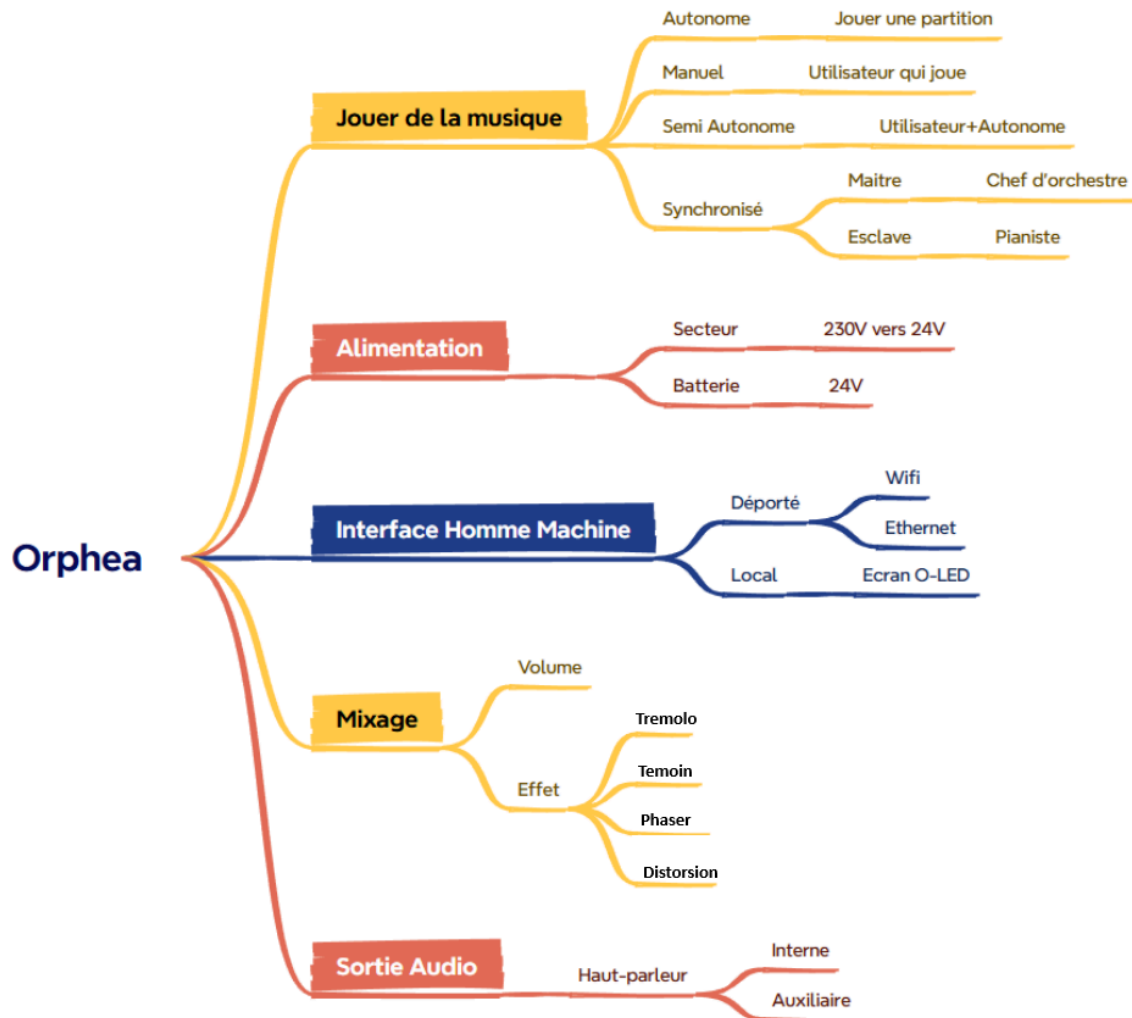 Orphea
Jouer de la musique
Autonome
Jouer une partition
Manuel
Utilisateur qui joue
Semi Autonome
Utilisateur+Autonome
Synchronisé
Maitre
Chef d'orchestre
Esclave
Pianiste
Alimentation
Secteur
230V vers 24V
Batterie
24V
Interface Homme Machine
Déporté
Wifi
Ethernet
Local
Ecran O-LED
Mixage
Volume
Effet
Tremolo
Temoin
Phaser
Distorsion
Sortie Audio
Haut-parleur
Interne
Auxiliaire